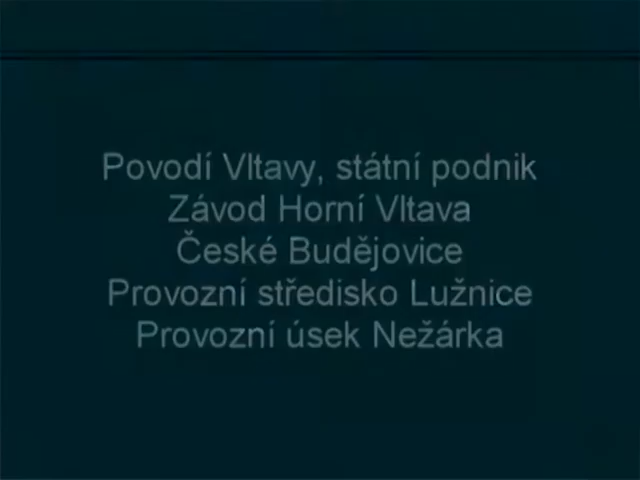 Povodí Vltavy, státní podnik
Závod Horní Vltava
České Budějovice
Provozní středisko Lužnice
Provozní úsek Nežárka